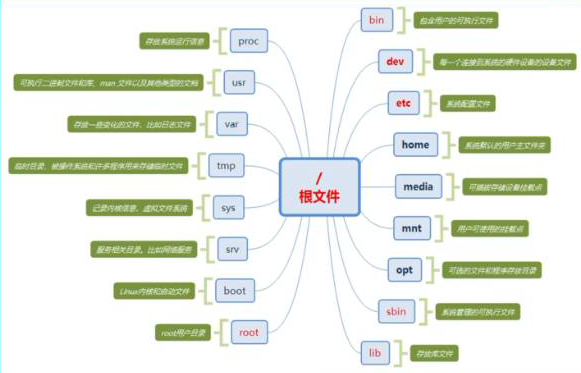 /
根文件
proc
存放系统运行信息
usr
可执行二进制文件和库、man 文件以及其他类型的文档
var
存放一些变化的文件、比如日志文件
tmp
临时目录，被操作系统和许多程序用来存储临时文件
sys
记录内核信息、虚拟文件系统
srv
服务相关目录，比如网络服务
boot
Linux内核和启动文件
root
root用户目录
bin
包含用户的可执行文件
dev
每一个连接到系统的硬件设备的设备文件
etc
系统配置文件
home
系统默认的用户主文件夹
media
可插拔存储设备挂载点
mnt
用户可使用的挂载点
opt
可选的文件和程序存放目录
sbin
系统管理的可执行文件
lib
存放库文件